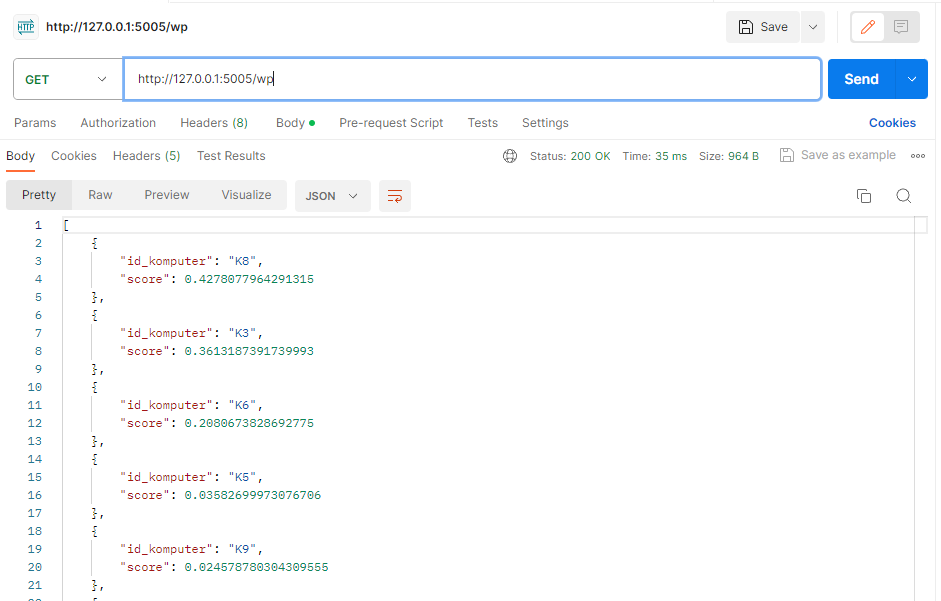 HTTP http://127.0.0.1:5005/wp Save
GET http://127.0.0.1:5005/wp Send
Params Authorization Headers (8) Body Pre-request Script Tests Settings Cookies
Body Cookies Headers (5) Test Results Status: 200 OK Time: 35 ms Size: 964 B Save as example
Pretty Raw Preview Visualize JSON
1 [
2 {
3 "id_komputer": "K8",
4 "score": 0.4278077964291315
5 },
6 {
7 "id_komputer": "K3",
8 "score": 0.3613187391739993
9 },
10 {
11 "id_komputer": "K6",
12 "score": 0.2080673828692775
13 },
14 {
15 "id_komputer": "K5",
16 "score": 0.03582699973076706
17 },
18 {
19 "id_komputer": "K9",
20 "score": 0.024578780304309555
21 },